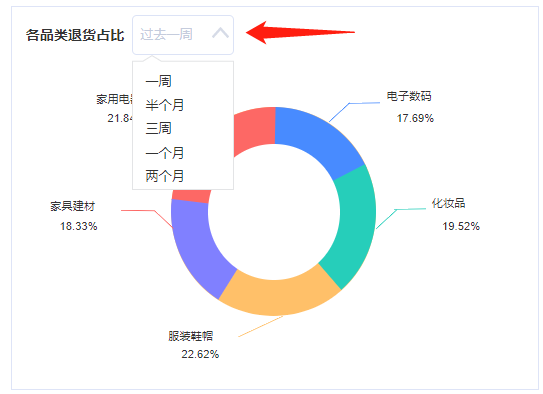 各品类退货占比
过去一周
一周
半个月
三周
一个月
两个月
家用电
21.84
电子数码
17.69%
家具建材
18.33%
化妆品
19.52%
服装鞋帽
22.62%